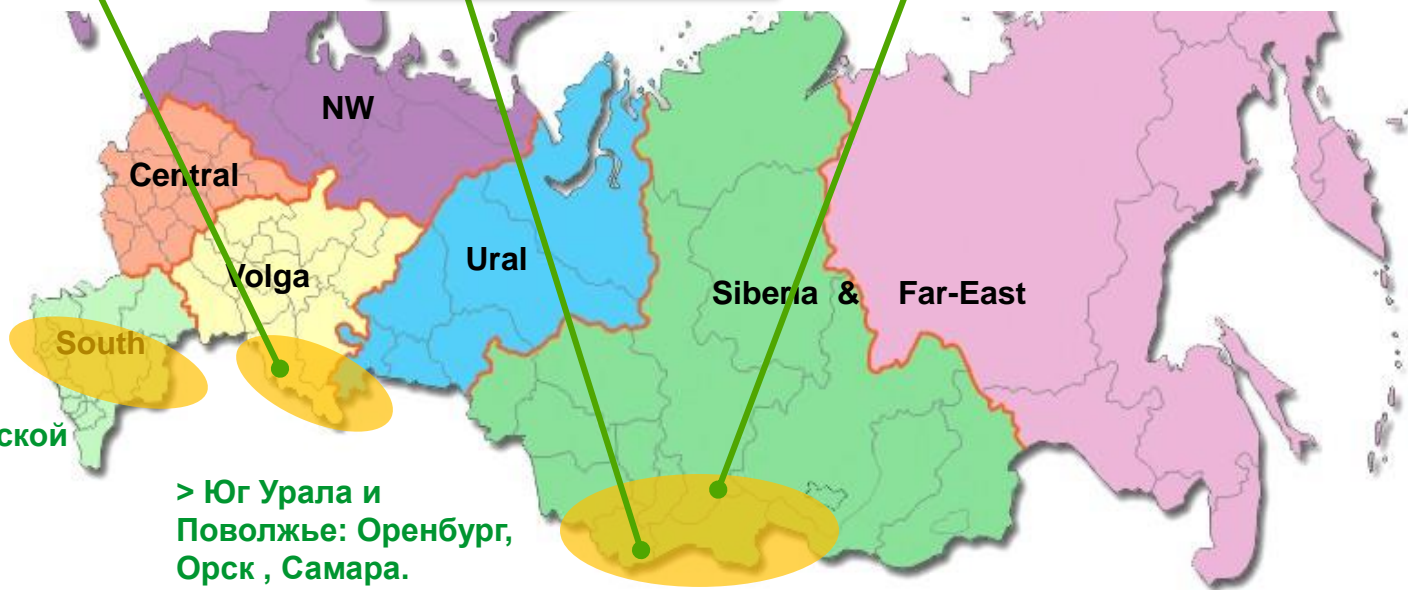 NW
Central
Volga
Ural
Siberia & Far-East
South
ской
> Юг Урала и
Поволжье: Оренбург,
Орск , Самара.